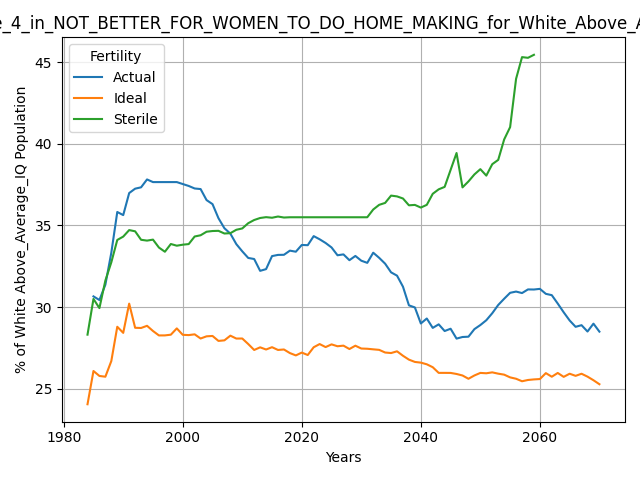 e_4_in_NOT_BETTER_FOR_WOMEN_TO_DO_HOME_MAKING_for_White_Above_A
Fertility
Actual
Ideal
Sterile
% of White Above_Average_IQ Population
45
40
35
30
25
1980 2000 2020 2040 2060
Years